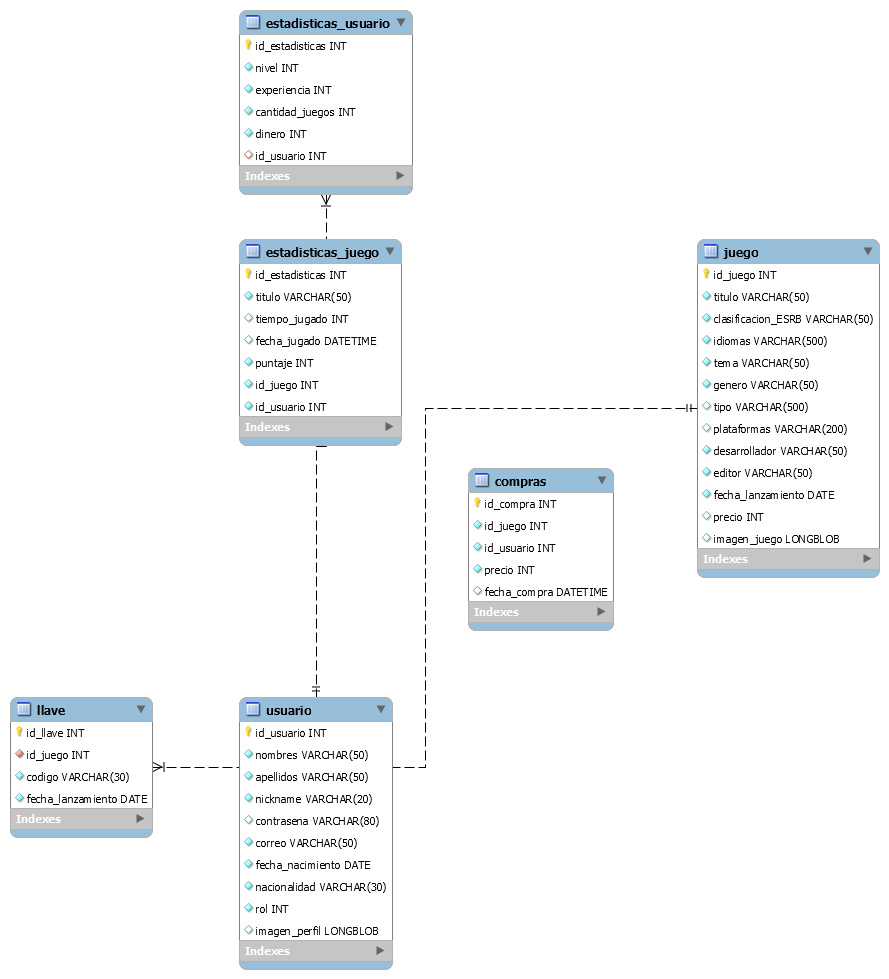 estadisticas_usuario
id_estadisticas INT
nivel INT
experiencia INT
cantidad_juegos INT
dinero INT
id_usuario INT
Indexes
estadisticas_juego
id_estadisticas INT
titulo VARCHAR(50)
tiempo_jugado INT
fecha_jugado DATETIME
puntaje INT
id_juego INT
id_usuario INT
Indexes
juego
id_juego INT
titulo VARCHAR(50)
clasificacion_ESRB VARCHAR(50)
idiomas VARCHAR(500)
tema VARCHAR(50)
genero VARCHAR(50)
tipo VARCHAR(500)
plataformas VARCHAR(200)
desarrollador VARCHAR(50)
editor VARCHAR(50)
fecha_lanzamiento DATE
precio INT
imagen_juego LONGBLOB
Indexes
compras
id_compra INT
id_juego INT
id_usuario INT
precio INT
fecha_compra DATETIME
Indexes
llave
id_llave INT
id_juego INT
codigo VARCHAR(30)
fecha_lanzamiento DATE
Indexes
usuario
id_usuario INT
nombres VARCHAR(50)
apellidos VARCHAR(50)
nickname VARCHAR(20)
contrasena VARCHAR(80)
correo VARCHAR(50)
fecha_nacimiento DATE
nacionalidad VARCHAR(30)
rol INT
imagen_perfil LONGBLOB
Indexes